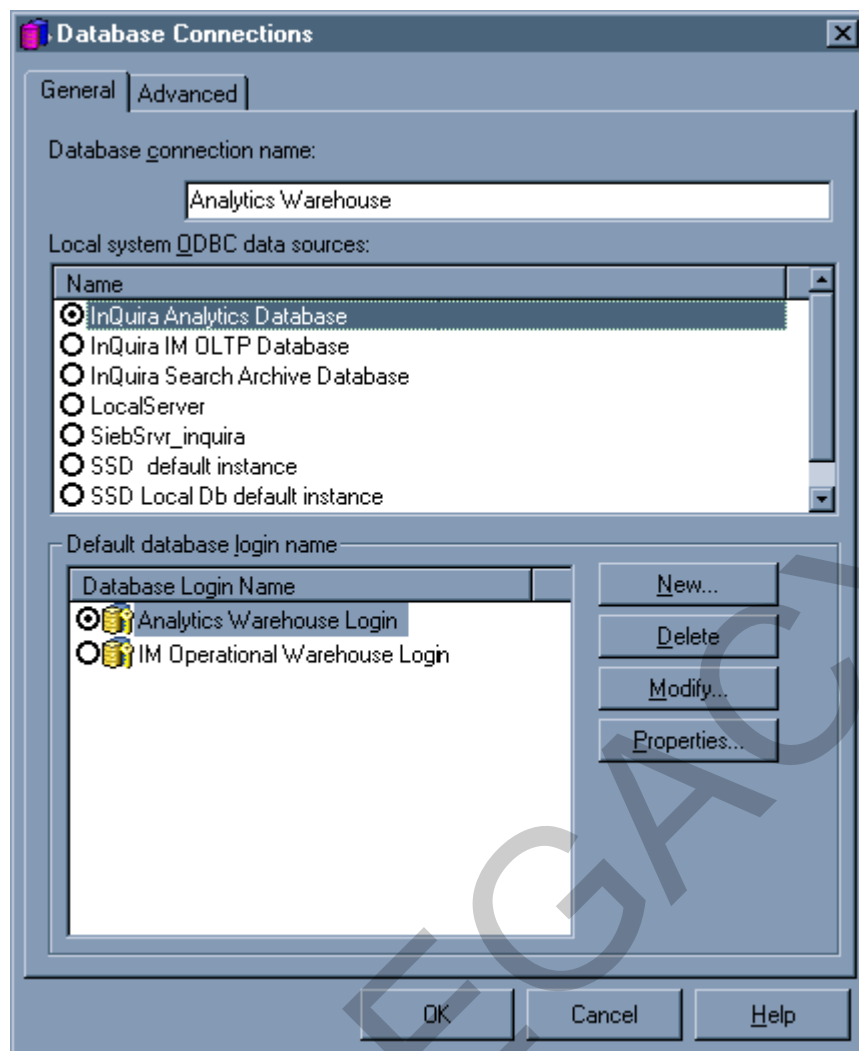 Database Connections
General
Advanced
Database connection name:
Analytics Warehouse
Local system ODBC data sources:
Name
InQuira Analytics Database
InQuira IM OLTP Database
InQuira Search Archive Database
LocalServer
SiebSrvr_inquira
SSD default instance
SSD Local Db default instance
Default database login name
Database Login Name
Analytics Warehouse Login
IM Operational Warehouse Login
New...
Delete
Modify...
Properties...
OK
Cancel
Help
EGACY